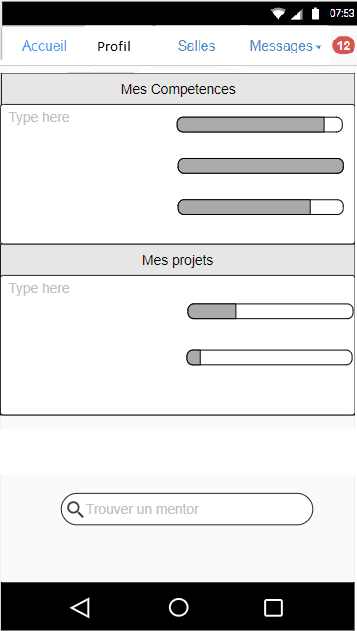 07:53
Accueil Profil Salles Messages 12
Mes Competences
Type here
Mes projets
Type here
Trouver un mentor